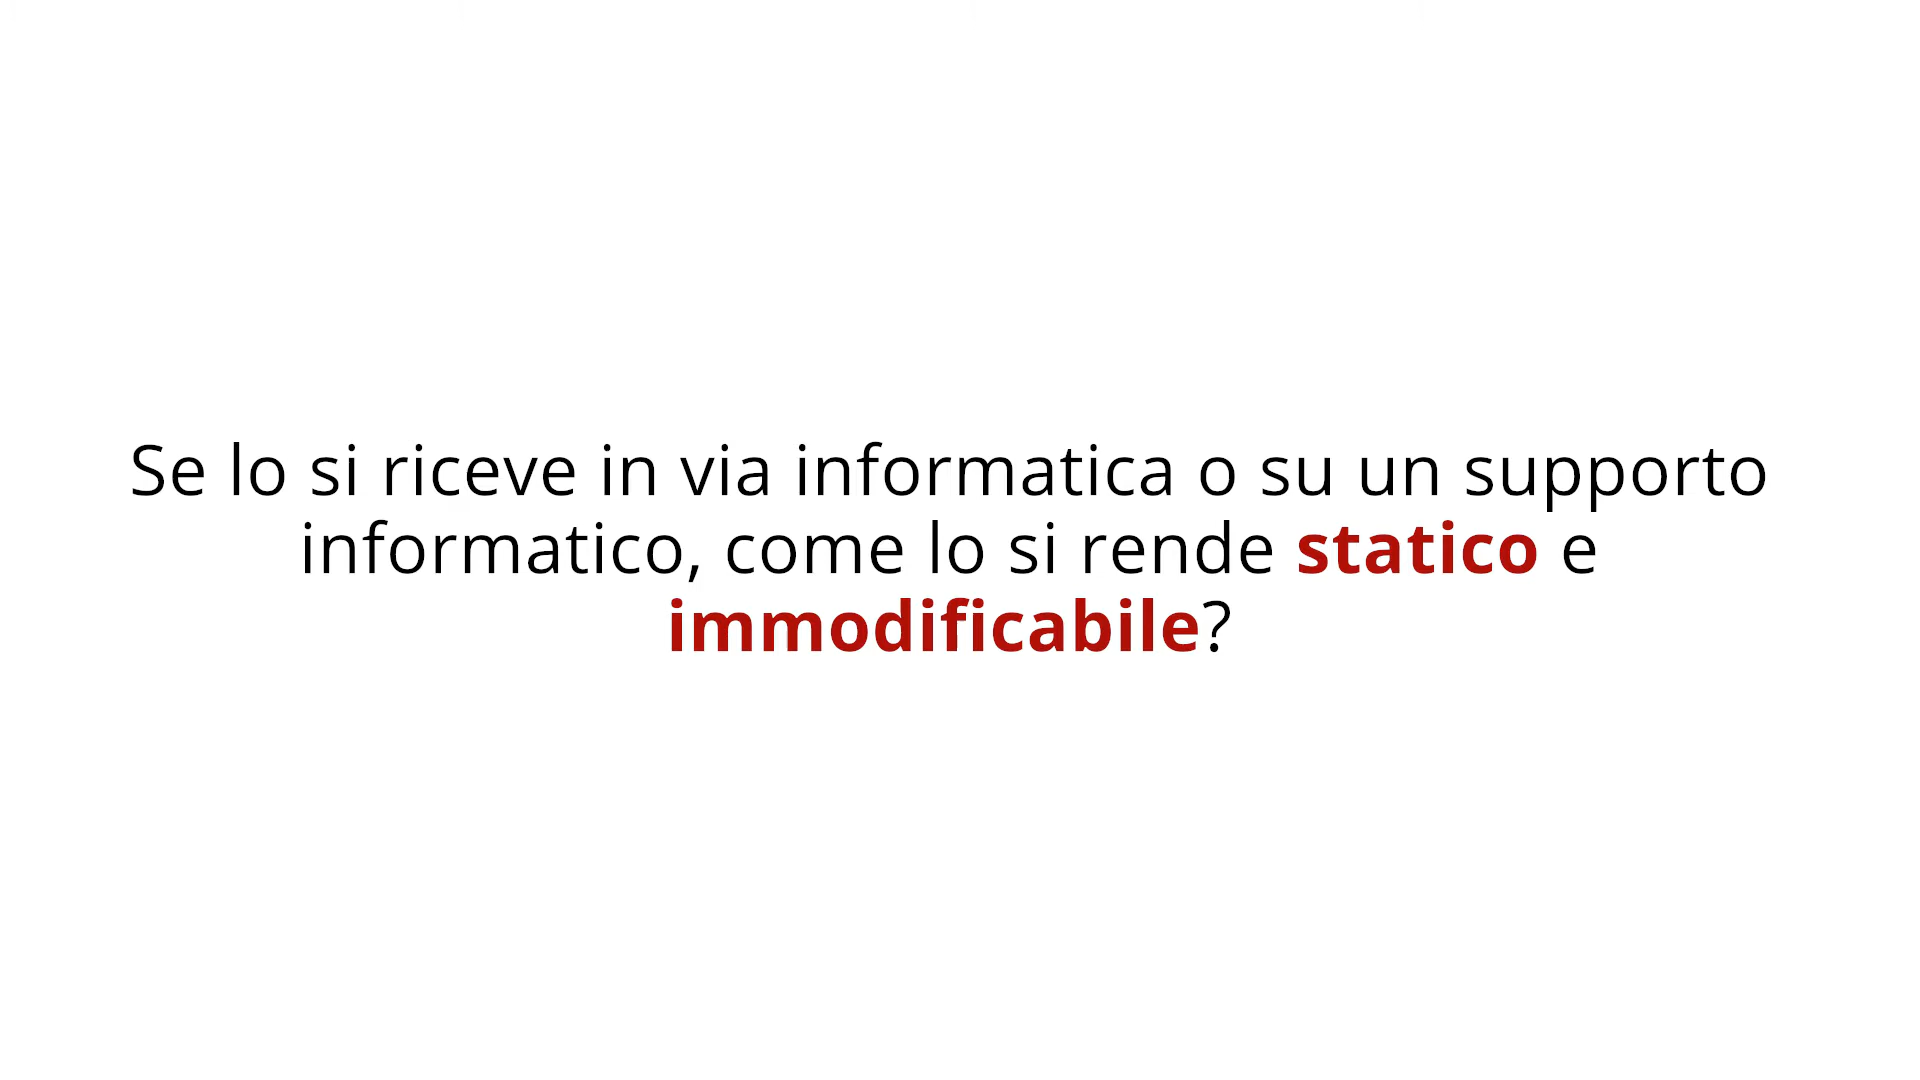 Se lo si riceve in via informatica o su un supporto
informatico, come lo si rende statico e
immodificabile?